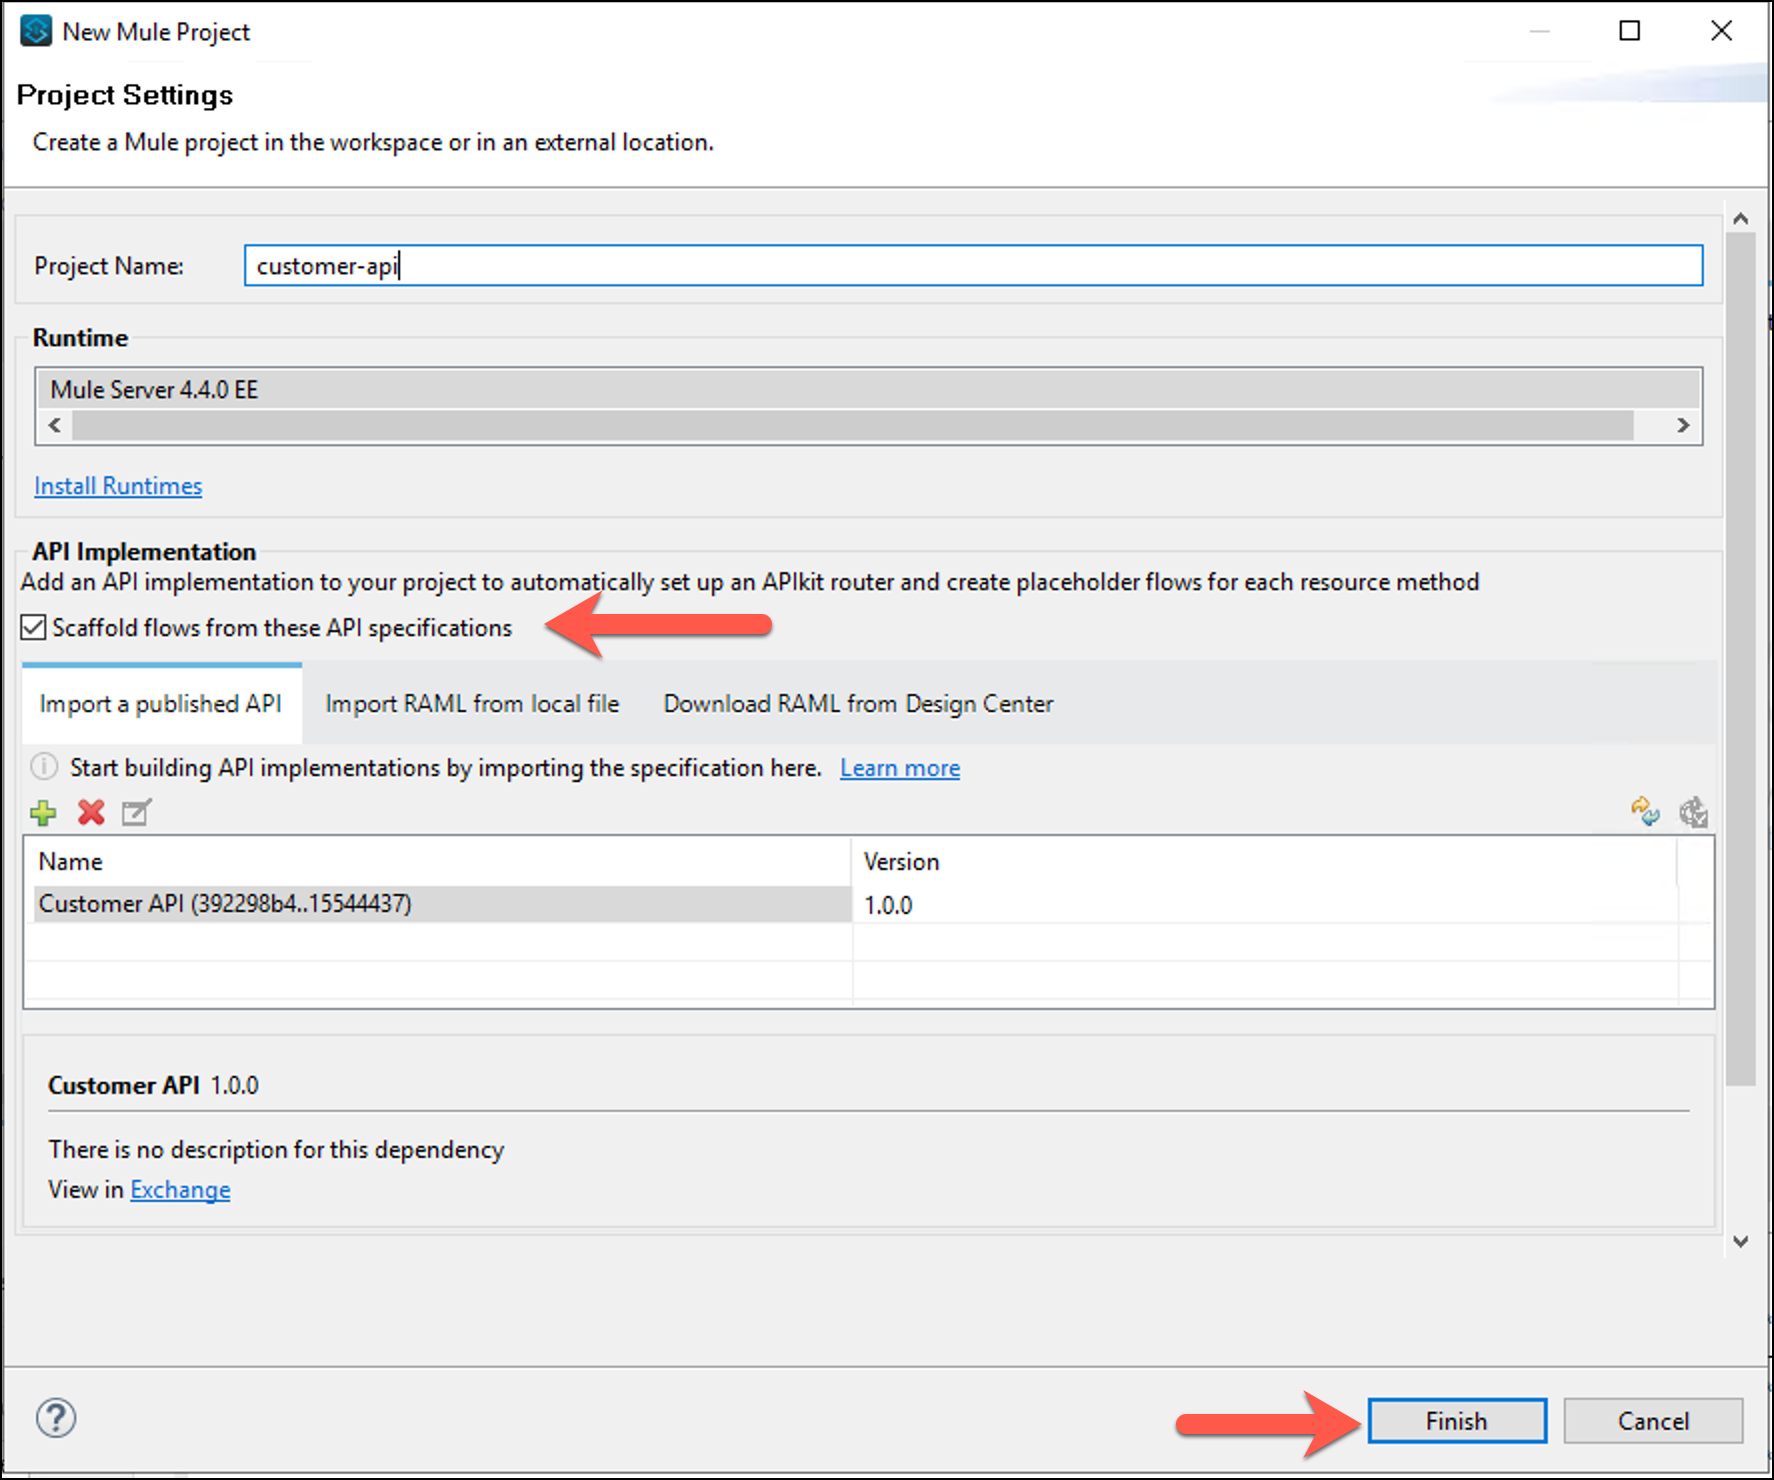 New Mule Project
Project Settings
Create a Mule project in the workspace or in an external location.
Project Name: customer-api
Runtime
Mule Server 4.4.0 EE
Install Runtimes
API Implementation
Add an API implementation to your project to automatically set up an APIkit router and create placeholder flows for each resource method
Scaffold flows from these API specifications
Import a published API Import RAML from local file Download RAML from Design Center
Start building API implementations by importing the specification here. Learn more
Name Version
Customer API (392298b4..15544437) 1.0.0
Customer API 1.0.0
There is no description for this dependency
View in Exchange
Finish Cancel